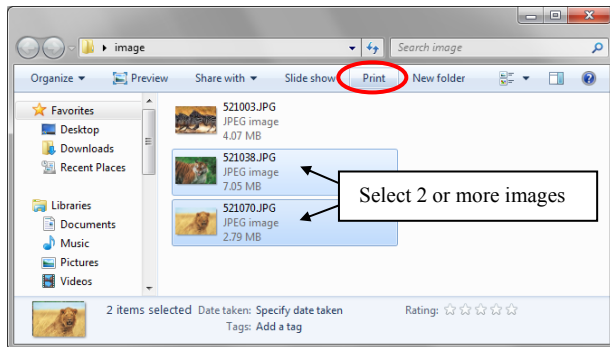 image
Search image
Organize Preview Share with Slide show Print New folder
Favorites
Desktop
Downloads
Recent Places
Libraries
Documents
Music
Pictures
Videos
521003.JPG
JPEG image
4.07 MB
521038.JPG
JPEG image
7.05 MB
521070.JPG
JPEG image
2.79 MB
Select 2 or more images
2 items selected Date taken: Specify date taken Rating:
Tags: Add a tag